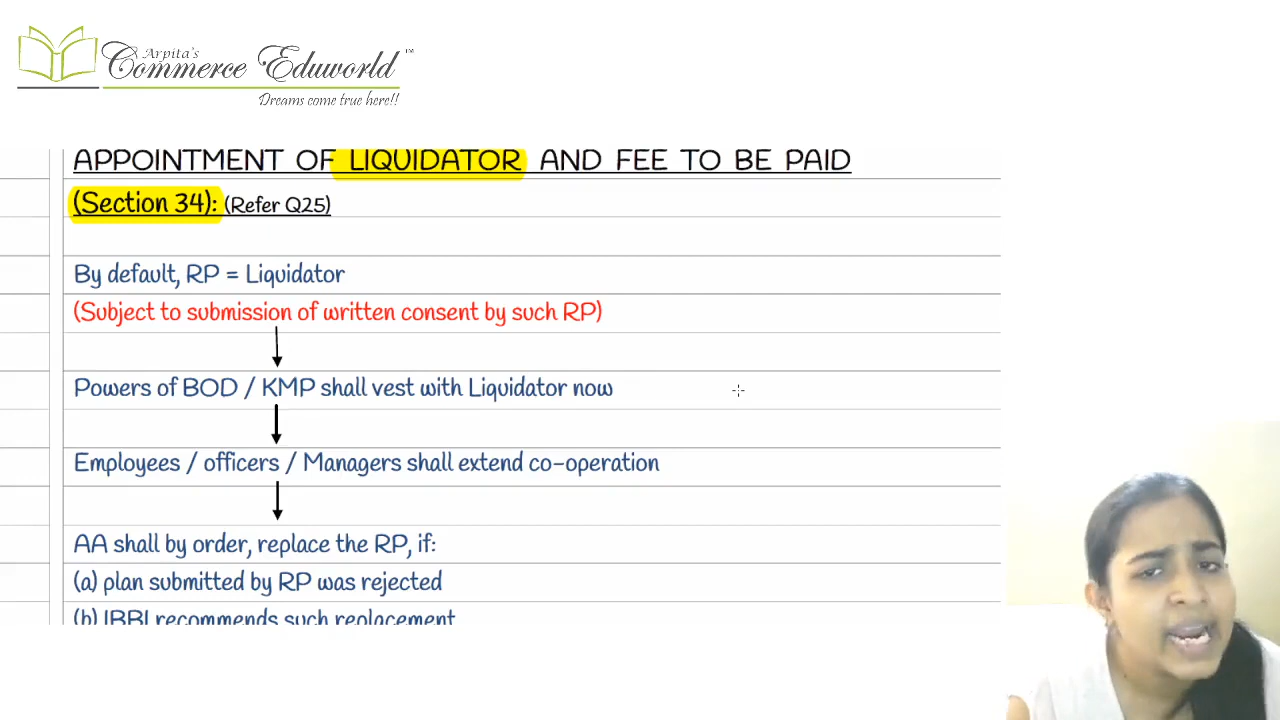 Arpita's
Commerce Eduworld ™
Dreams come true here!!
APPOINTMENT OF LIQUIDATOR AND FEE TO BE PAID
(Section 34): (Refer Q25)
By default, RP = Liquidator
(Subject to submission of written consent by such RP)
Powers of BOD / KMP shall vest with Liquidator now
Employees / officers / Managers shall extend co-operation
AA shall by order, replace the RP, if:
(a) plan submitted by RP was rejected
(b) IBBI recommends such replacement